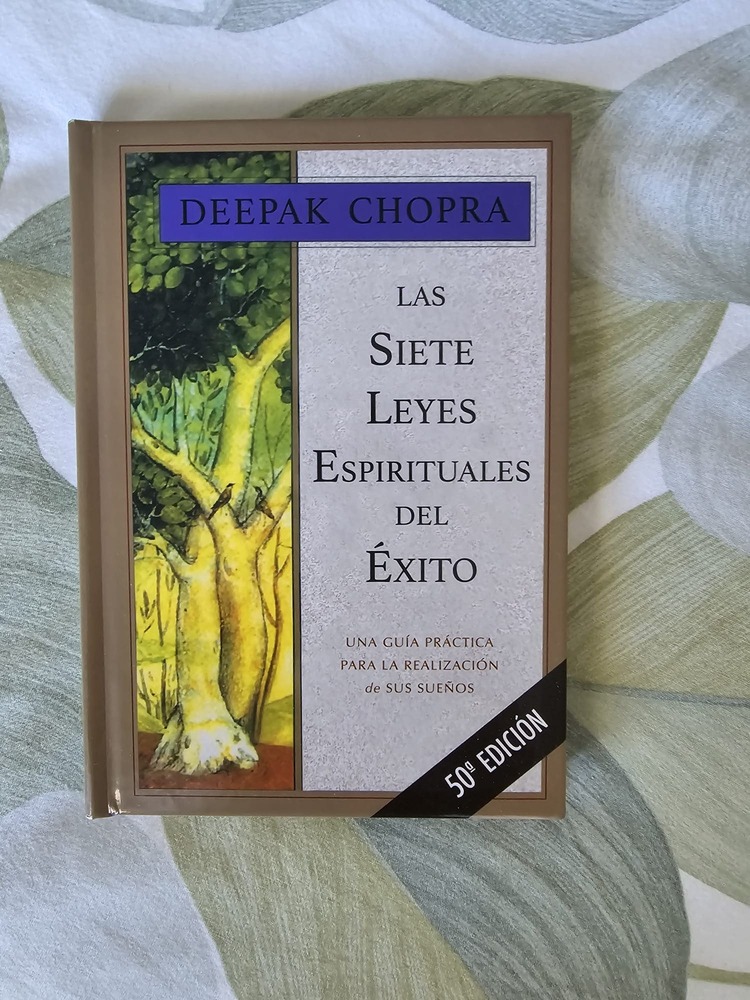 DEEPAK CHOPRA
LAS
SIETE
LEYES
ESPIRITUALES
DEL
ÉXITO
UNA GUÍA PRÁCTICA
PARA LA REALIZACIÓN
de SUS SUEÑOS
50ª EDICIÓN